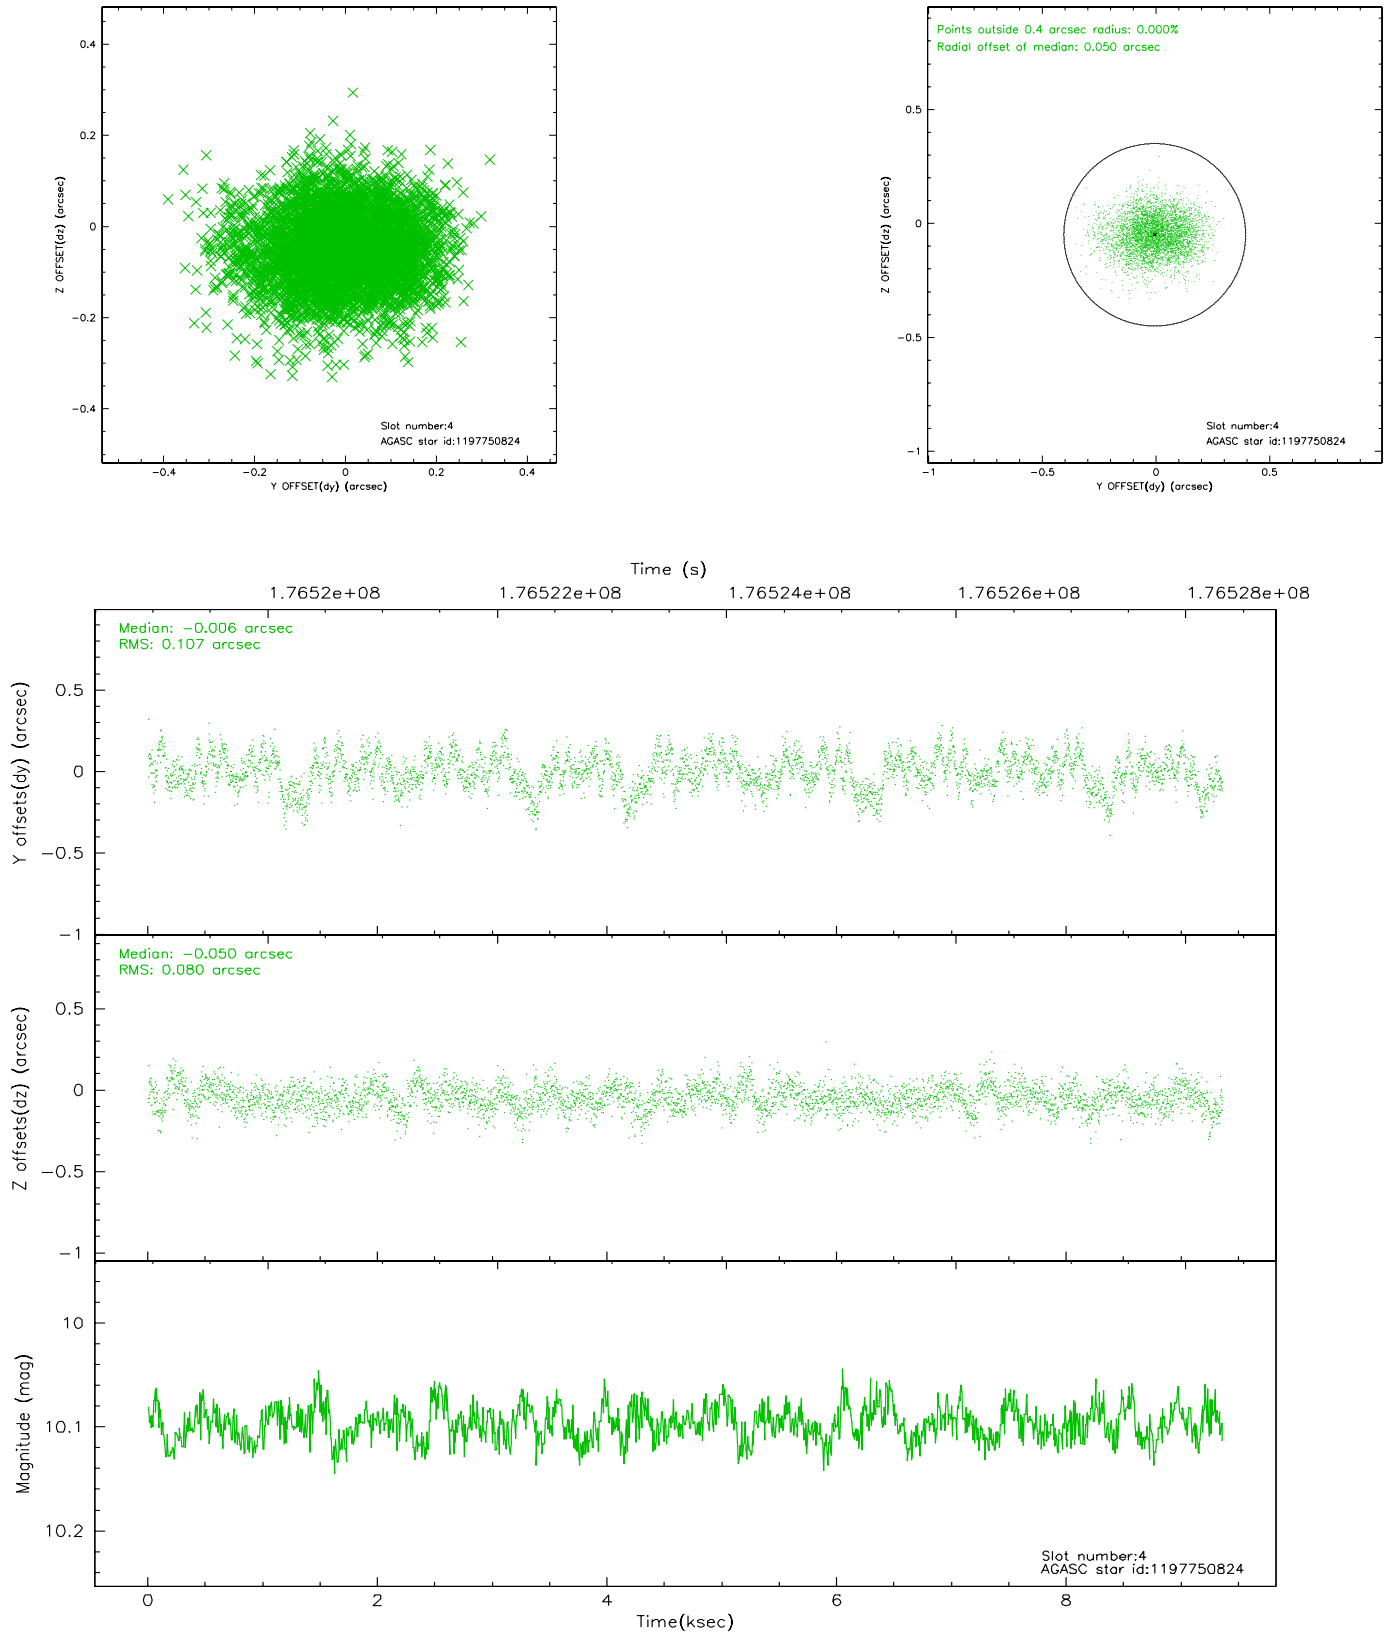 0.4
0.2
0
−0.2
−0.4
Z OFFSET(dz) (arcsec)
−0.4
−0.2
0
0.2
0.4
Y OFFSET(dy) (arcsec)
Slot number:4
AGASC star id:1197750824
Points outside 0.4 arcsec radius: 0.000%
Radial offset of median: 0.050 arcsec
0.5
0
−0.5
−1
Z OFFSET(dz) (arcsec)
−1
−0.5
0
0.5
Y OFFSET(dy) (arcsec)
Slot number:4
AGASC star id:1197750824
Time (s)
1.7652e+08
1.76522e+08
1.76524e+08
1.76526e+08
1.76528e+08
Median: −0.006 arcsec
RMS: 0.107 arcsec
0.5
0
−0.5
−1
Y offsets(dy) (arcsec)
Median: −0.050 arcsec
RMS: 0.080 arcsec
0.5
0
−0.5
−1
Z offsets(dz) (arcsec)
10
10.1
10.2
Magnitude (mag)
Slot number:4
AGASC star id:1197750824
0
2
4
6
8
Time(ksec)